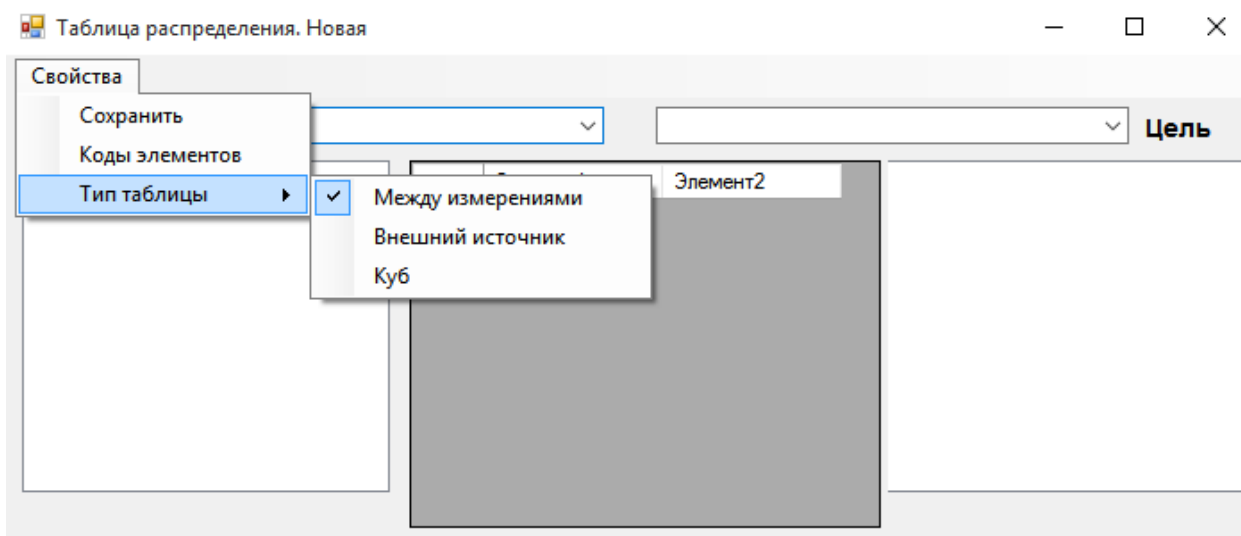 Таблица распределения. Новая
Свойства
Сохранить
Цель
Коды элементов
Тип таблицы
Элемент2
Между измерениями
Внешний источник
Куб